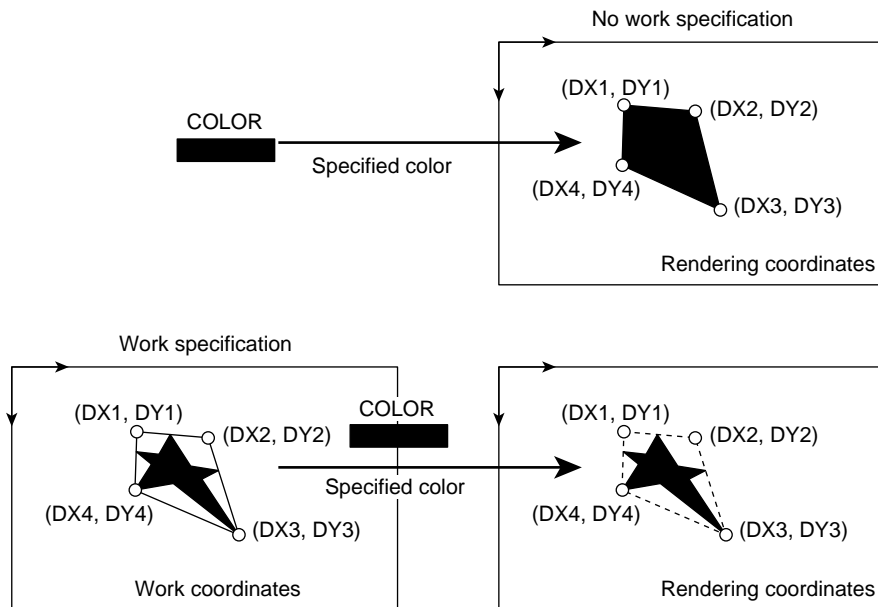 No work specification
(DX1, DY1)
(DX2, DY2)
COLOR
Specified color
(DX4, DY4)
(DX3, DY3)
Rendering coordinates
Work specification
(DX1, DY1)
(DX2, DY2)
(DX4, DY4)
(DX3, DY3)
Work coordinates
COLOR
Specified color
(DX1, DY1)
(DX2, DY2)
(DX4, DY4)
(DX3, DY3)
Rendering coordinates